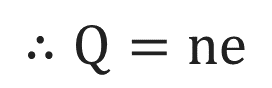 ∴ Q = ne